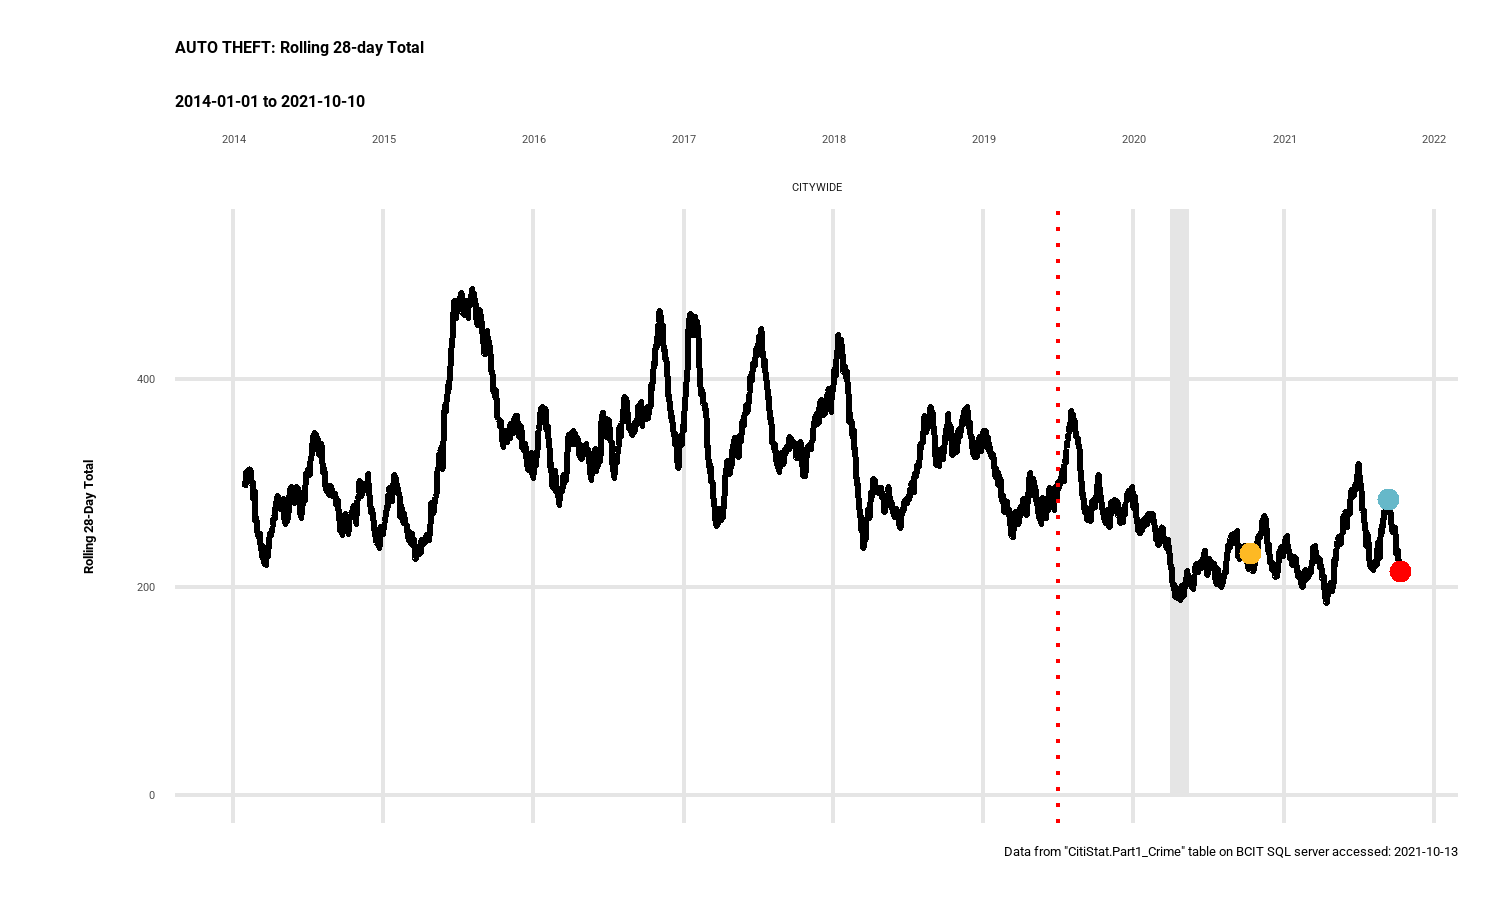 AUTO THEFT: Rolling 28-day Total
2014-01-01 to 2021-10-10
2014 2015 2016 2017 2018 2019 2020 2021 2022
CITYWIDE
400
200
0
Rolling 28-Day Total
Data from "CitiStat.Part1_Crime" table on BCIT SQL server accessed: 2021-10-13